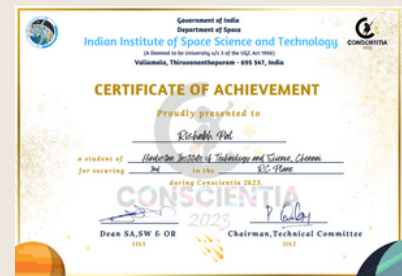 Government of India
Department of Space
Indian Institute of Space Science and Technology
(A Deemed to be University u/s 3 of the UGC Act 1956)
Valiamala, Thiruvananthapuram - 695 547, India
CONSCIENTIA
CERTIFICATE OF ACHIEVEMENT
Proudly presented to
Rishabh Pal
a student of Hindustan Institute of Technology and Science, Chennai
for securing in the RC Plane
during Conscientia 2k23.
CONSCIENTIA
2023
Dean SA,SW & OR Chairman,Technical Committee
IIST IIST